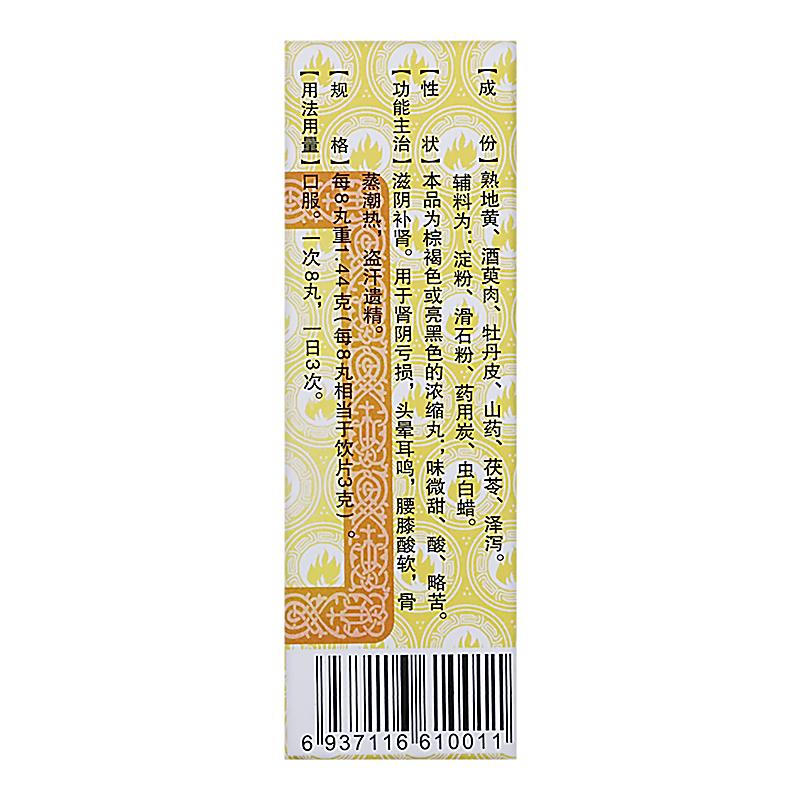 【成份】熟地黄、酒萸肉、牡丹皮、山药、茯苓、泽泻。
辅料为：淀粉、滑石粉、药用炭、虫白蜡。
【性状】本品为棕褐色或亮黑色的浓缩丸；味微甜、酸、略苦。
【功能主治】滋阴补肾。用于肾阴亏损，头晕耳鸣，腰膝酸软，骨
蒸潮热，盗汗遗精。
【规格】每8丸重1.44克(每8丸相当于饮片3克)。
【用法用量】口服。一次8丸，一日3次。
6 937116 610011